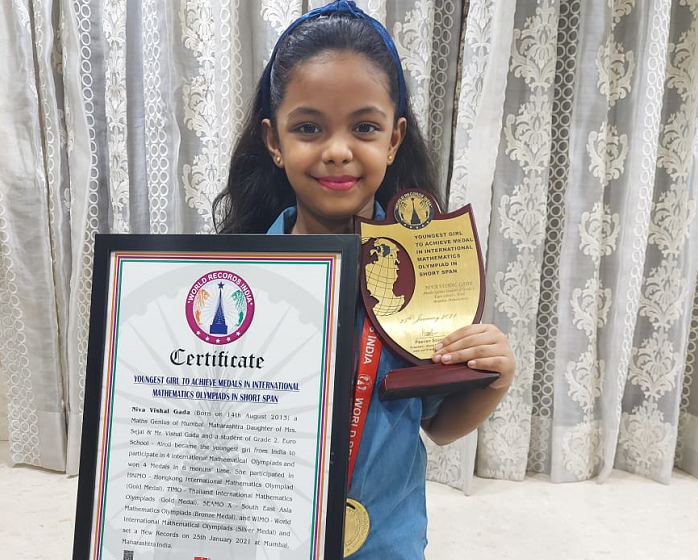 WORLD RECORDS INDIA
Certificate
YOUNGEST GIRL TO ACHIEVE MEDALS IN INTERNATIONAL
MATHEMATICS OLYMPIADS IN SHORT SPAN
Niva Vishal Gada (Born on 14th August 2013) a
Maths Genius of Mumbai Maharashtra Daughter of Mrs.
Sejal & Mr. Vishal Gada and a student of Grade 2, Euro
School - Airoli became the youngest girl from India to
participate in 4 International Mathematical Olympiads and
won 4 Medals in 6 months' time. She participated in
HKIMO - Hongkong International Mathematics Olympiad
(Gold Medal), TIMO - Thailand International Mathematics
Olympiads (Gold Medal), SEAMO X - South East Asia
Mathematics Olympiads (Bronze Medal), and WIMO - World
International Mathematical Olympiads (Silver Medal) and
set a New Records on 25th January 2021 at Mumbai,
Maharashtra India.
YOUNGEST GIRL
TO ACHIEVE MEDAL
IN INTERNATIONAL
MATHEMATICS
OLYMPIAD IN
SHORT SPAN
NIVA VISHAL GADA
25th January 2021
INDIA
WORLD